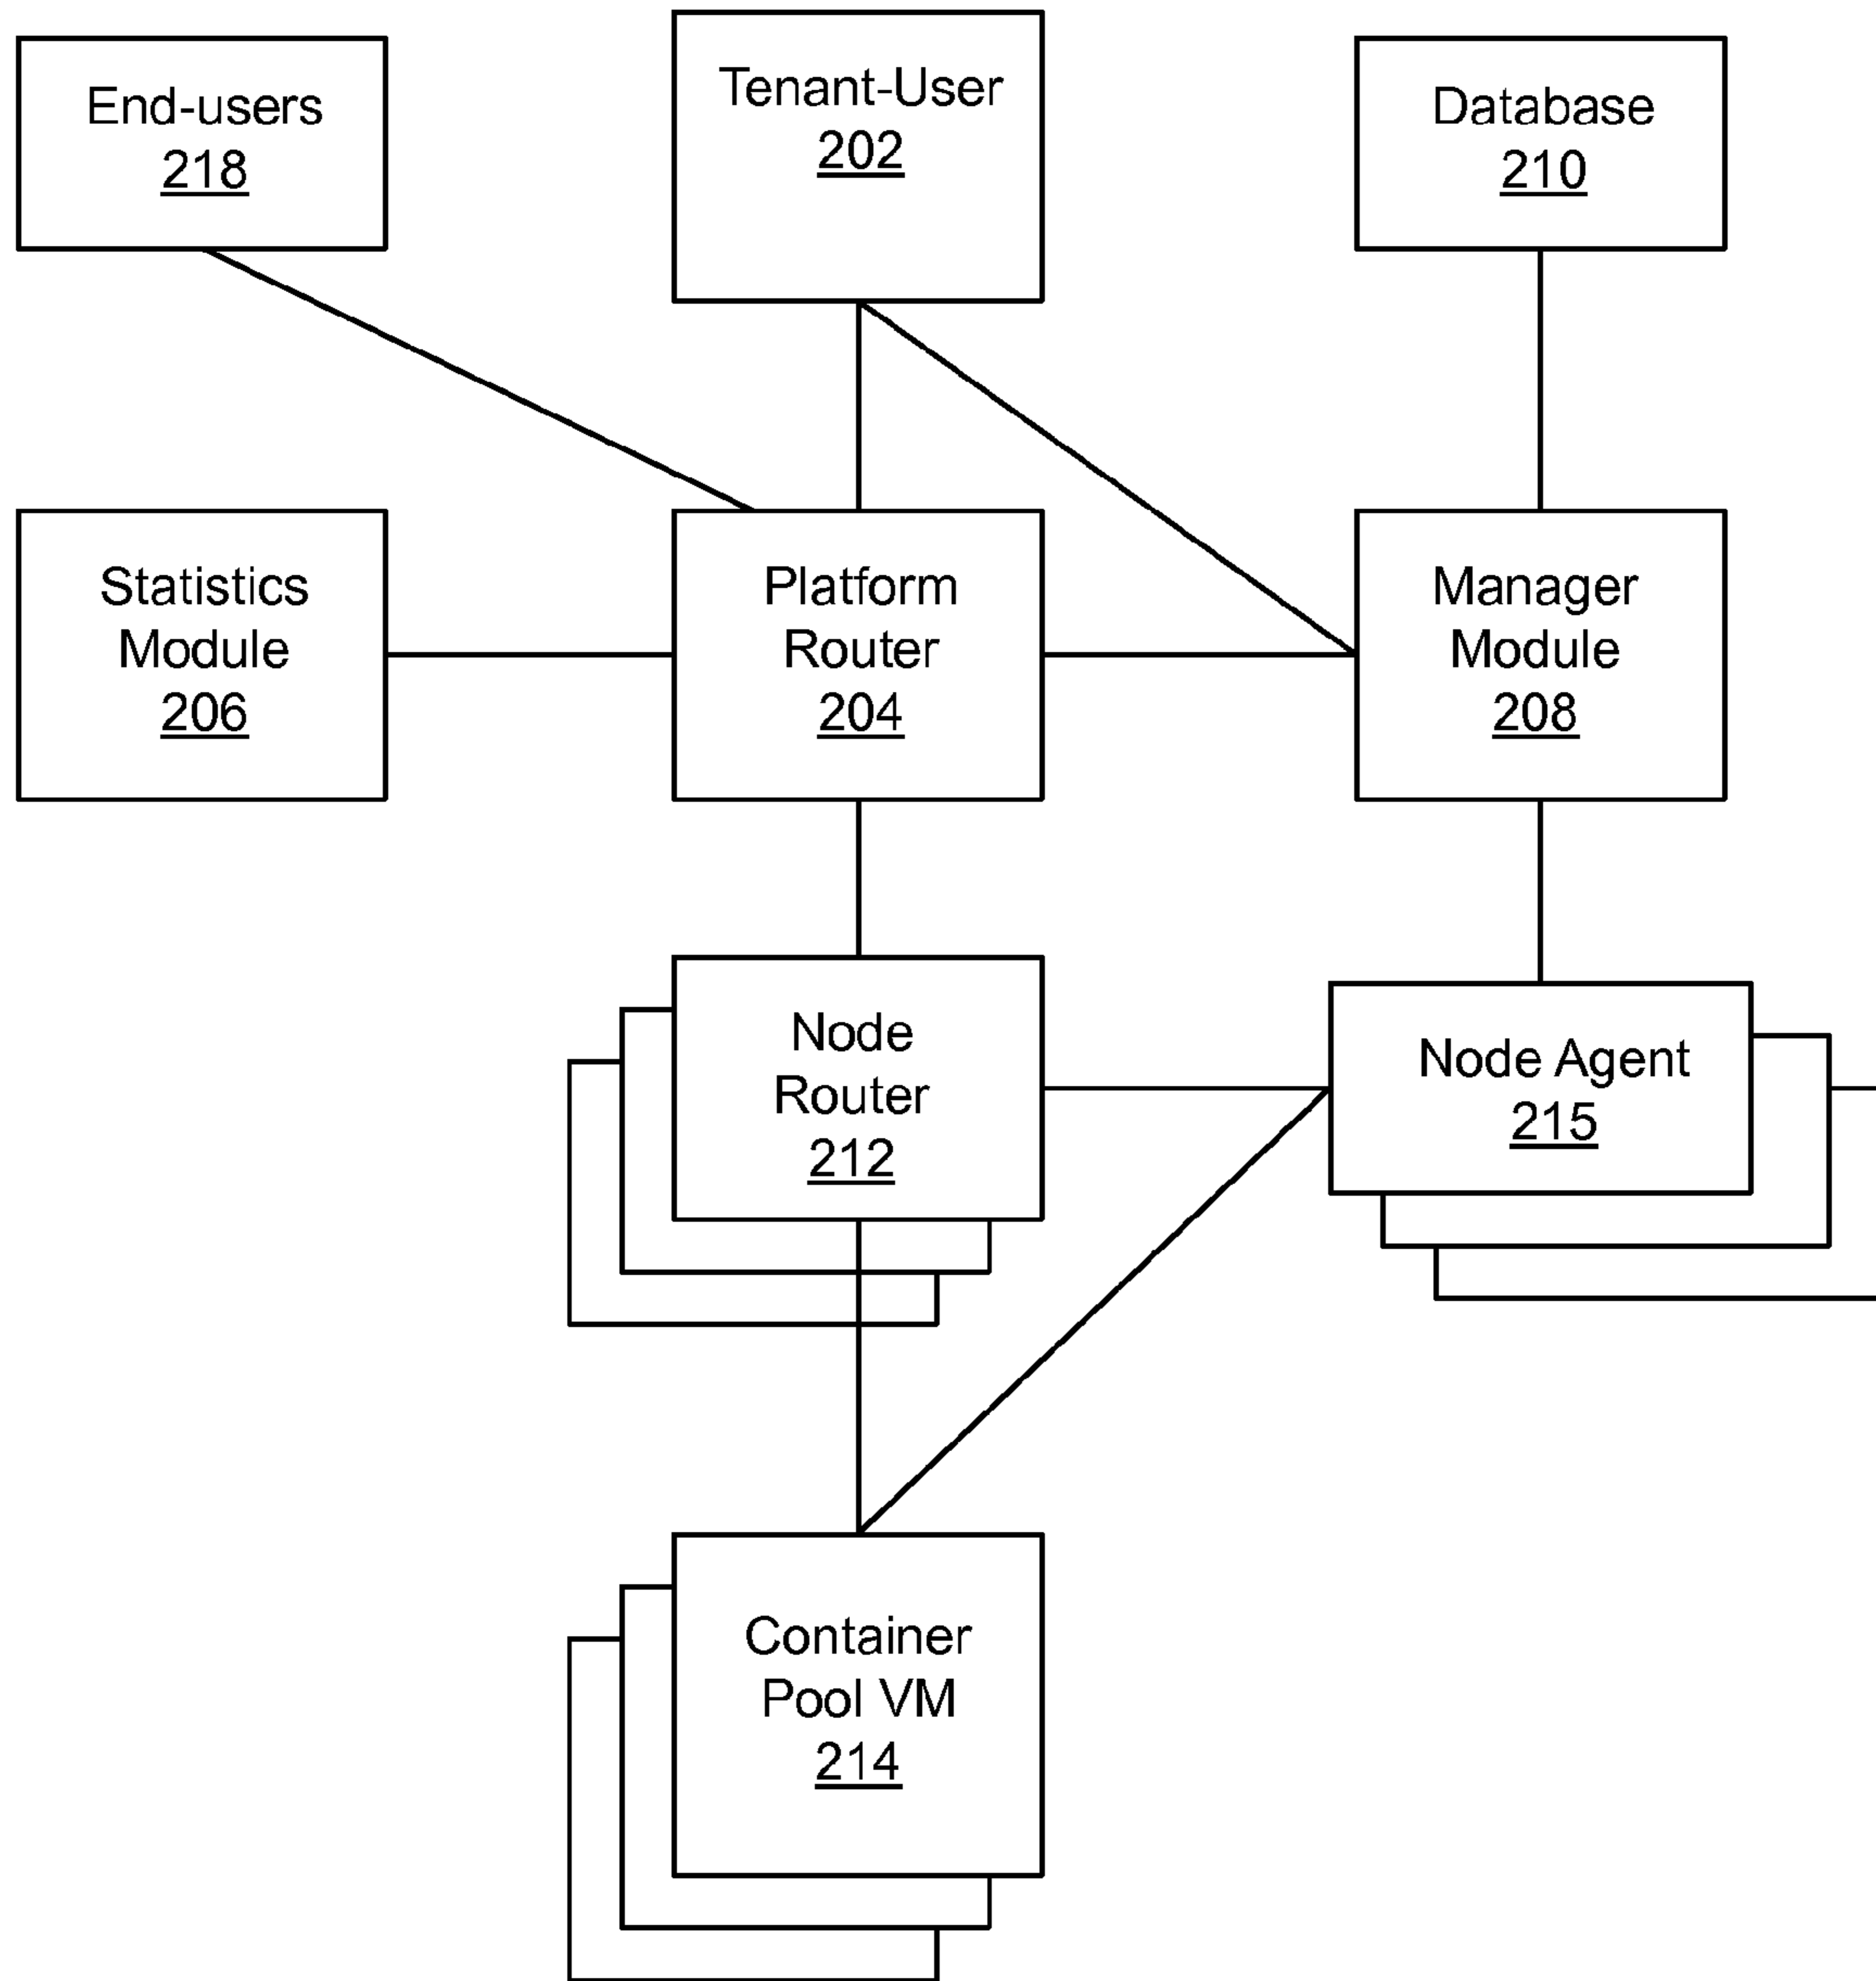 End-users
218
Tenant-User
202
Database
210
Statistics
Module
206
Platform
Router
204
Manager
Module
208
Node
Router
212
Node Agent
215
Container
Pool VM
214